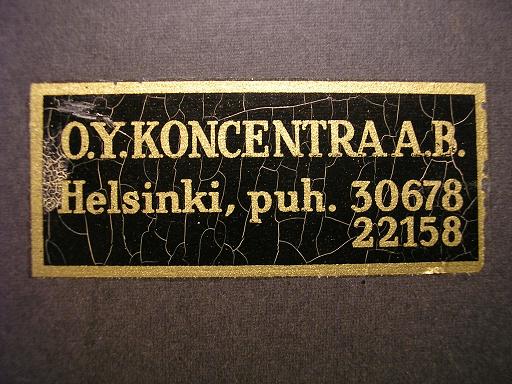 O.Y. KONCENTRA A.B.
Helsinki, puh. 30678
22158